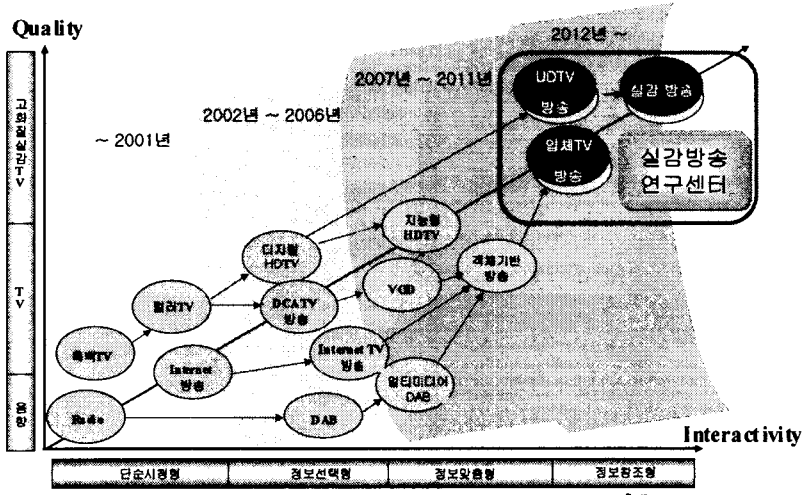 Quality
2012년 ~
2007년 ~ 2011년
2002년 ~ 2006년
~ 2001년
UDTV
방송
실감 방송
입체TV
방송
실감방송
연구센터
고화질실감TV
TV
음향
지능형
HDTV
디지털
HDTV
객체기반
방송
VOD
컬러TV
DCATV
방송
흑백TV
Internet
방송
Internet TV
방송
멀티미디어
DAB
Radio
DAB
Interactivity
단순시청형
정보선택형
정보맞춤형
정보창조형